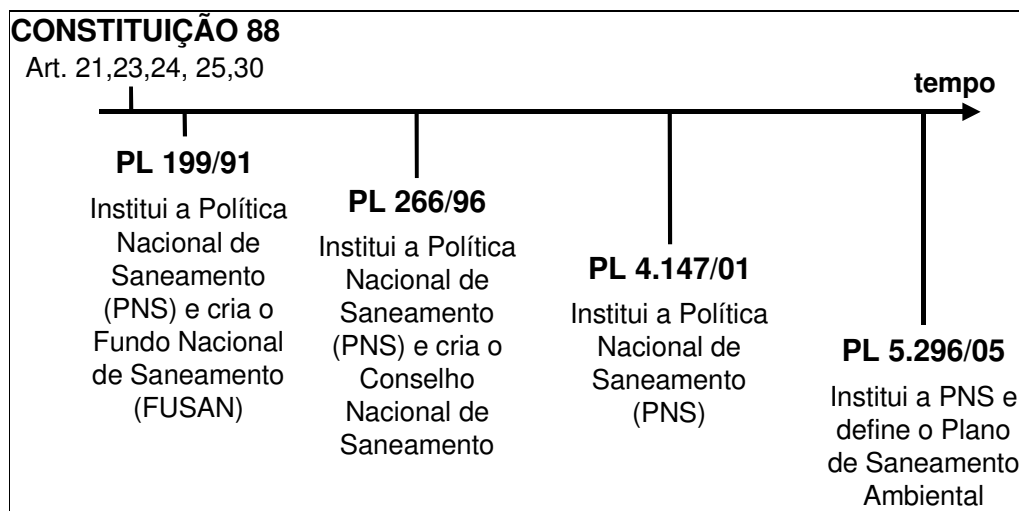 CONSTITUIÇÃO 88
Art. 21,23,24, 25,30
tempo
PL 199/91
Institui a Política
Nacional de
Saneamento
(PNS) e cria o
Fundo Nacional
de Saneamento
(FUSAN)
PL 266/96
Institui a Política
Nacional de
Saneamento
(PNS) e cria o
Conselho
Nacional de
Saneamento
PL 4.147/01
Institui a Política
Nacional de
Saneamento
(PNS)
PL 5.296/05
Institui a PNS e
define o Plano
de Saneamento
Ambiental